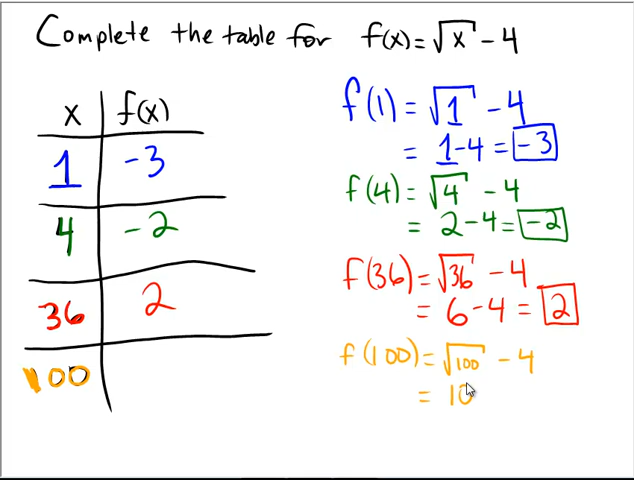 Complete the table for f(x) = √x - 4
x f(x)
1 -3
4 -2
36 2
100
f(1) = √1 - 4
= 1 - 4 = -3
f(4) = √4 - 4
= 2 - 4 = -2
f(36) = √36 - 4
= 6 - 4 = 2
f(100) = √100 - 4
= 10